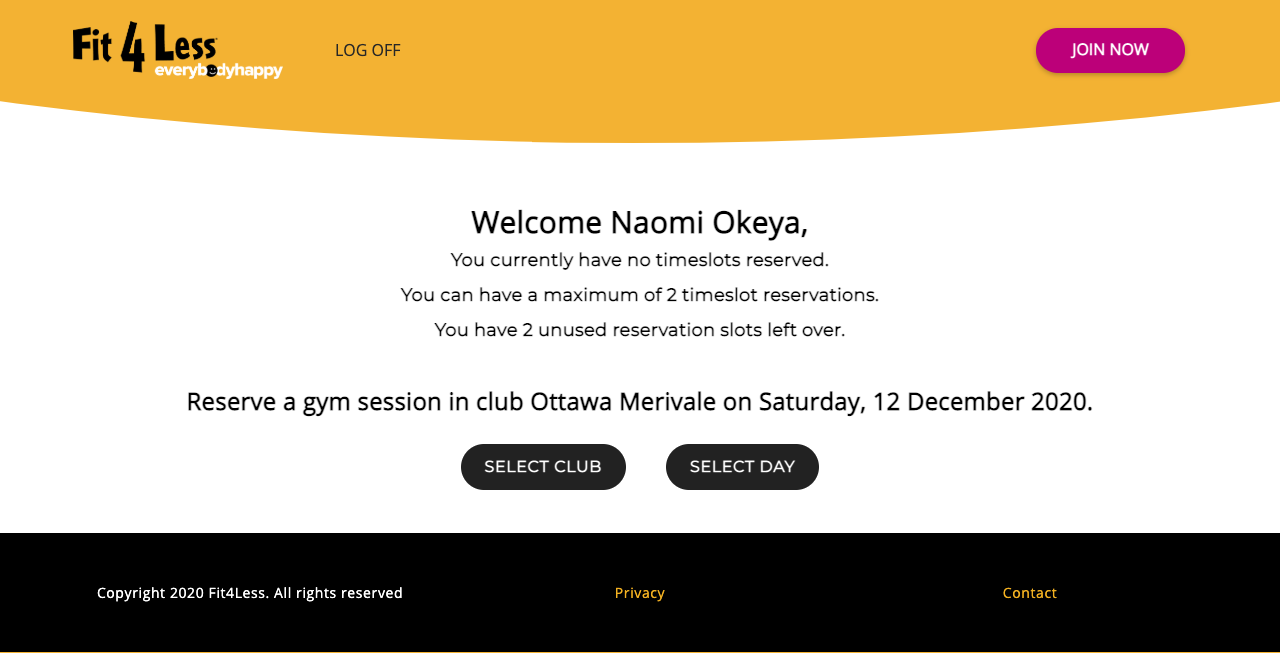 Fit 4 Less
everybodyhappy
LOG OFF
JOIN NOW
Welcome Naomi Okeya,
You currently have no timeslots reserved.
You can have a maximum of 2 timeslot reservations.
You have 2 unused reservation slots left over.
Reserve a gym session in club Ottawa Merivale on Saturday, 12 December 2020.
SELECT CLUB
SELECT DAY
Copyright 2020 Fit4Less. All rights reserved
Privacy
Contact